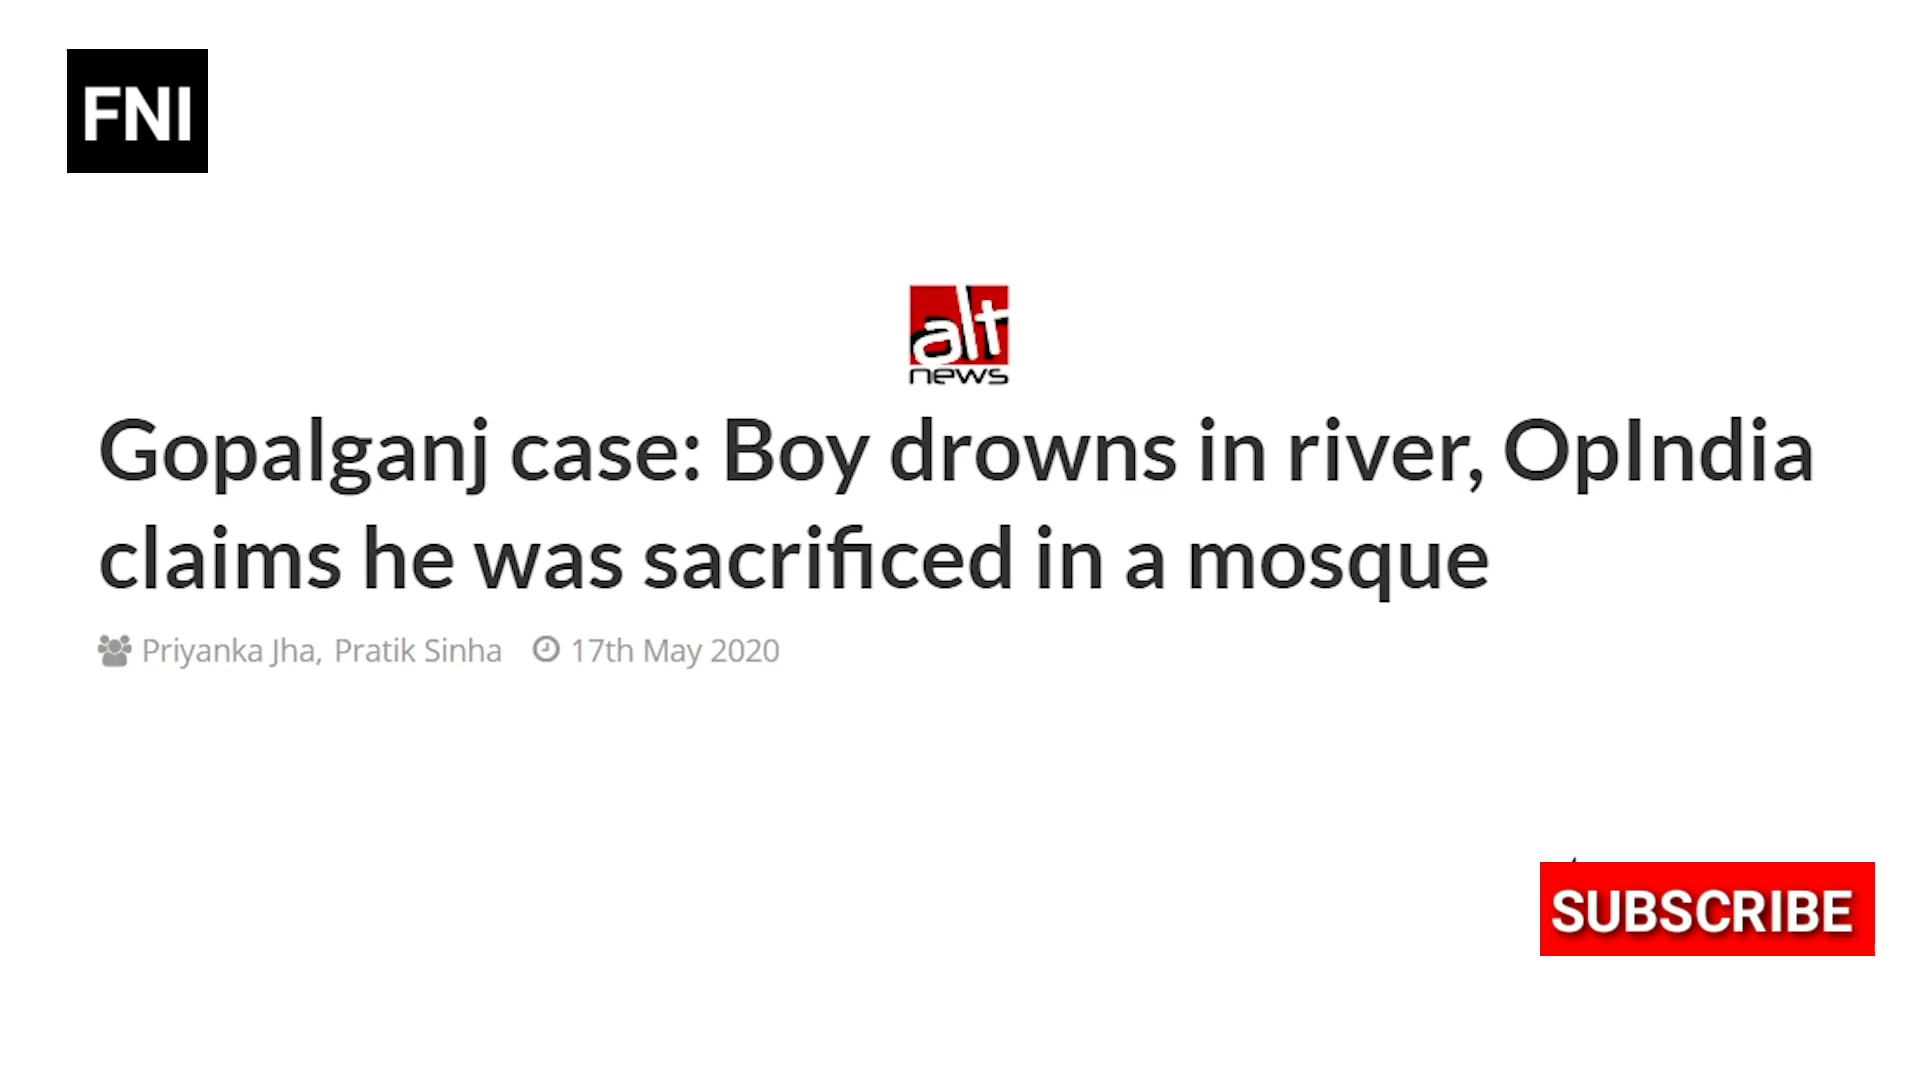 FNI
alt
news
Gopalganj case: Boy drowns in river, OpIndia
claims he was sacrificed in a mosque
Priyanka Jha, Pratik Sinha 17th May 2020
SUBSCRIBE